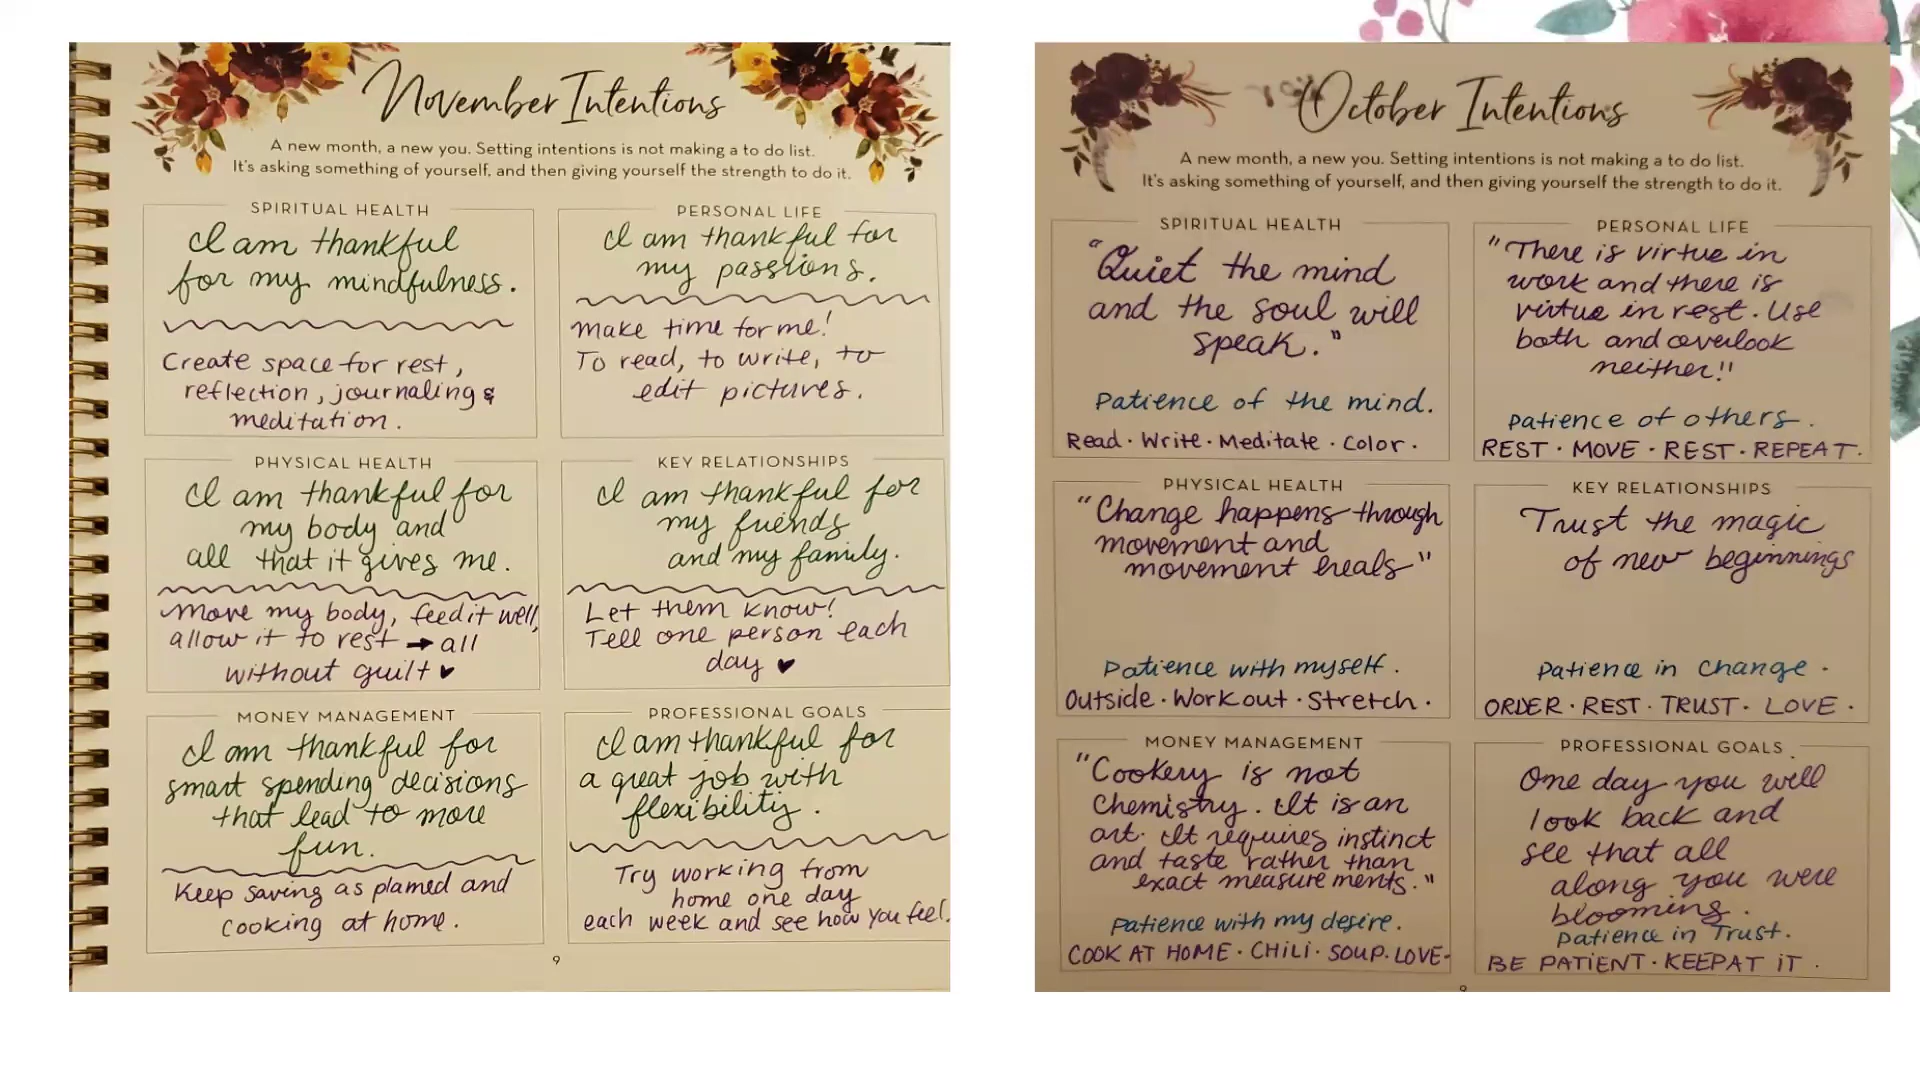 November Intentions
A new month, a new you. Setting intentions is not making a to do list.
It's asking something of yourself, and then giving yourself the strength to do it.
SPIRITUAL HEALTH
I am thankful
for my mindfulness.
Create space for rest,
reflection, journaling &
meditation.
PERSONAL LIFE
I am thankful for
my passions.
Make time for me!
To read, to write, to
edit pictures.
PHYSICAL HEALTH
I am thankful for
my body and
all that it gives me.
Move my body, feed it well,
allow it to rest → all
without guilt ♥
KEY RELATIONSHIPS
I am thankful for
my friends
and my family.
Let them know!
Tell one person each
day ♥
MONEY MANAGEMENT
I am thankful for
smart spending decisions
that lead to more
fun.
Keep saving as planned and
cooking at home.
PROFESSIONAL GOALS
I am thankful for
a great job with
flexibility.
Try working from
home one day
each week and see how you feel.
9
October Intentions
A new month, a new you. Setting intentions is not making a to do list.
It's asking something of yourself, and then giving yourself the strength to do it.
SPIRITUAL HEALTH
"Quiet the mind
and the soul will
speak."
Patience of the mind.
Read · Write · Meditate · Color.
PERSONAL LIFE
"There is virtue in
work and there is
virtue in rest. Use
both and overlook
neither!!
Patience of others.
REST · MOVE · REST · REPEAT.
PHYSICAL HEALTH
"Change happens through
movement and
movement heals"
Patience with myself.
Outside · Workout · Stretch.
KEY RELATIONSHIPS
Trust the magic
of new beginnings
Patience in change.
ORDER · REST · TRUST · LOVE.
MONEY MANAGEMENT
"Cookery is not
Chemistry. It is an
art. It requires instinct
and taste rather than
exact measurements."
Patience with my desire.
COOK AT HOME · CHILI · SOUP · LOVE·
PROFESSIONAL GOALS
One day you will
look back and
see that all
along you were
blooming.
Patience in Trust.
BE PATIENT · KEEP AT IT.
9